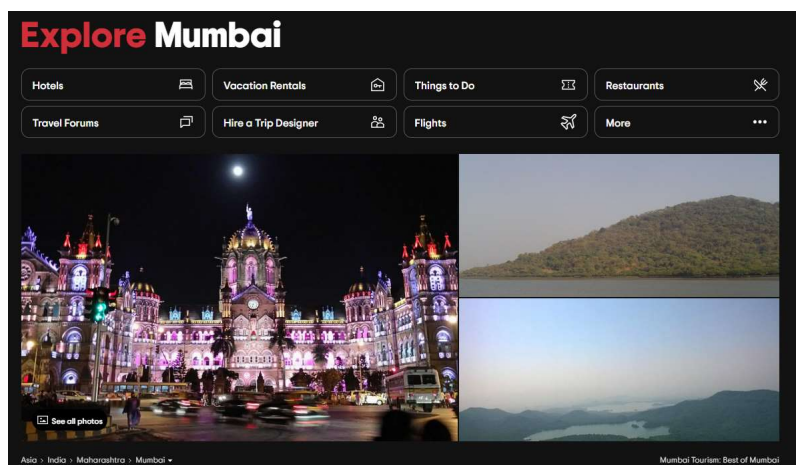 Explore Mumbai
Hotels
Vacation Rentals
Things to Do
Restaurants
Travel Forums
Hire a Trip Designer
Flights
More
See all photos
Asia > India > Maharashtra > Mumbai
Mumbai Tourism: Best of Mumbai